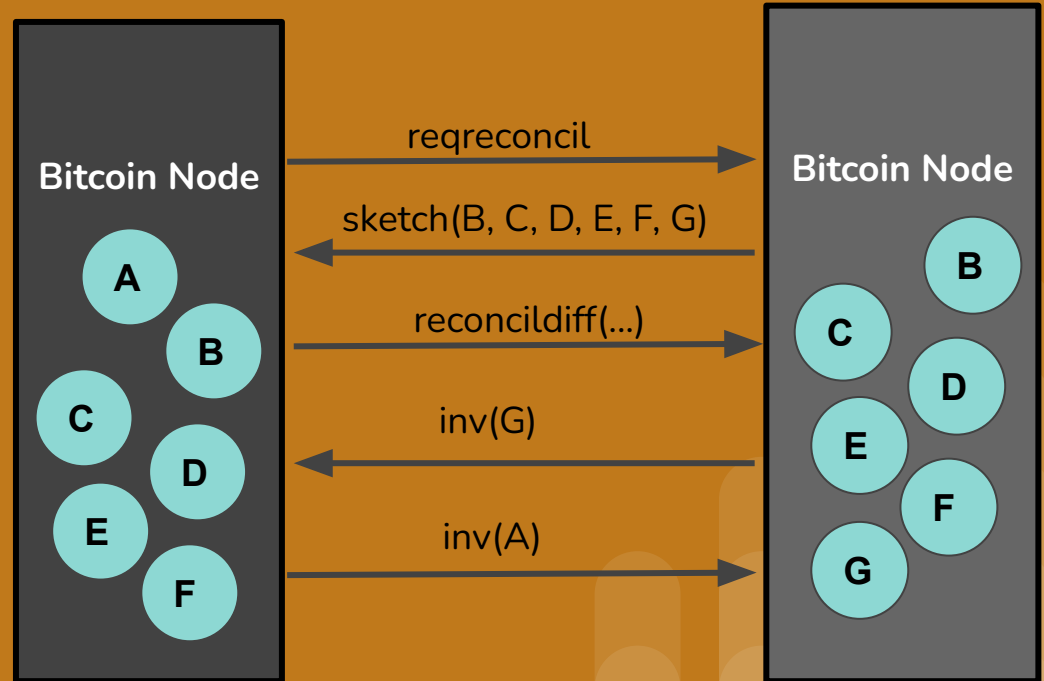 Bitcoin Node
A
B
C
D
E
F
reqreconcil
sketch(B, C, D, E, F, G)
reconcildiff(...)
inv(G)
inv(A)
Bitcoin Node
B
C
D
E
F
G